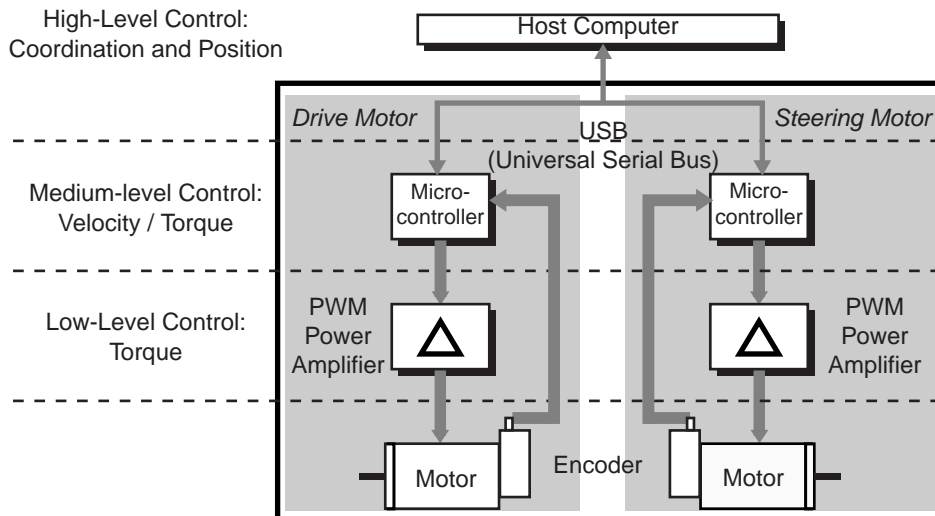 High-Level Control:
Coordination and Position
Host Computer
Drive Motor
Steering Motor
USB
(Universal Serial Bus)
Medium-level Control:
Velocity / Torque
Micro-
controller
Micro-
controller
Low-Level Control:
Torque
PWM
Power
Amplifier
PWM
Power
Amplifier
Motor
Encoder
Motor